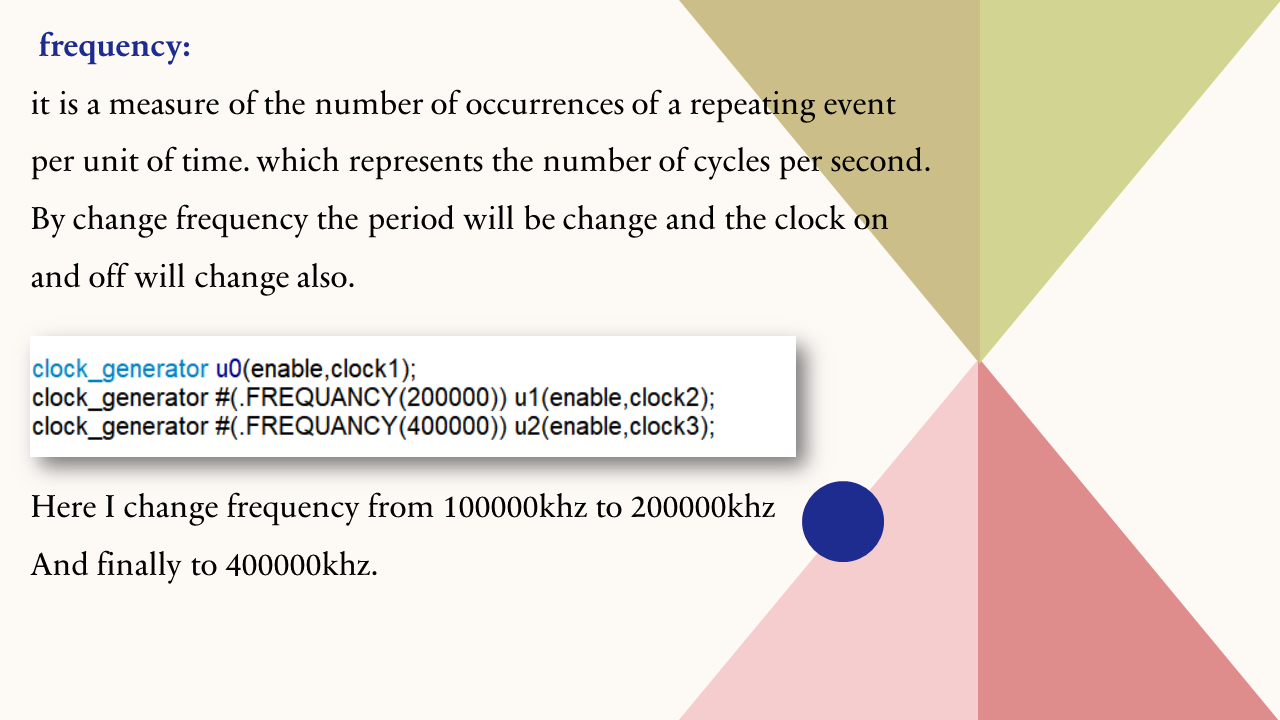 frequency:
it is a measure of the number of occurrences of a repeating event
per unit of time. which represents the number of cycles per second.
By change frequency the period will be change and the clock on
and off will change also.
clock_generator u0(enable,clock1);
clock_generator #(.FREQUANCY(200000)) u1(enable,clock2);
clock_generator #(.FREQUANCY(400000)) u2(enable,clock3);
Here I change frequency from 100000khz to 200000khz
And finally to 400000khz.